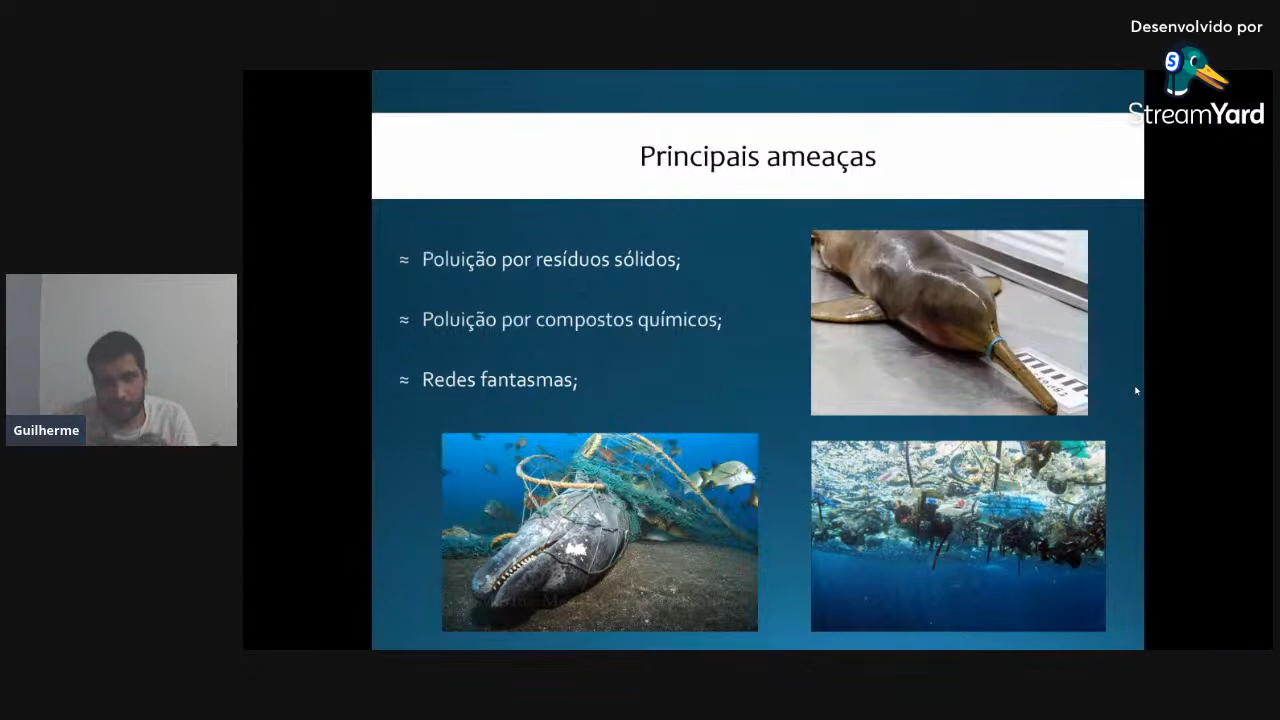 Desenvolvido por
StreamYard
Principais ameaças
≈ Poluição por resíduos sólidos;
≈ Poluição por compostos químicos;
≈ Redes fantasmas;
Guilherme